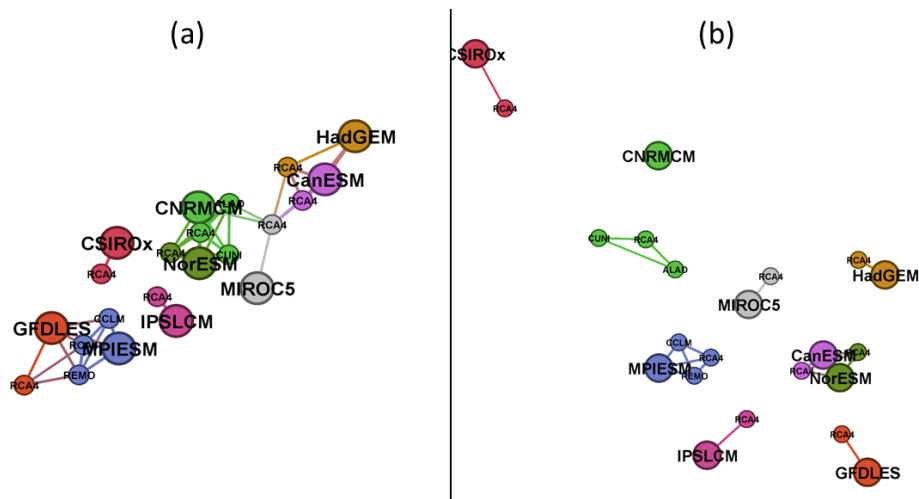 (a)
HadGEM
RCA4
CanESM
RCA4
ALAD
CNRMCM
RCA4
RCA4
CSIROx
RCA4
CUNI
NorESM
RCA4
MIROC5
RCA4
IPSLCM
CCLM
GFDLES
MPIESM
REMO
RCA4
(b)
CSIROx
RCA4
CNRMCM
CUNI
RCA4
ALAD
RCA4
HadGEM
RCA4
MIROC5
CCLM
RCA4
MPIESM
REMO
CanESM
RCA4
RCA4
NorESM
RCA4
IPSLCM
RCA4
GFDLES